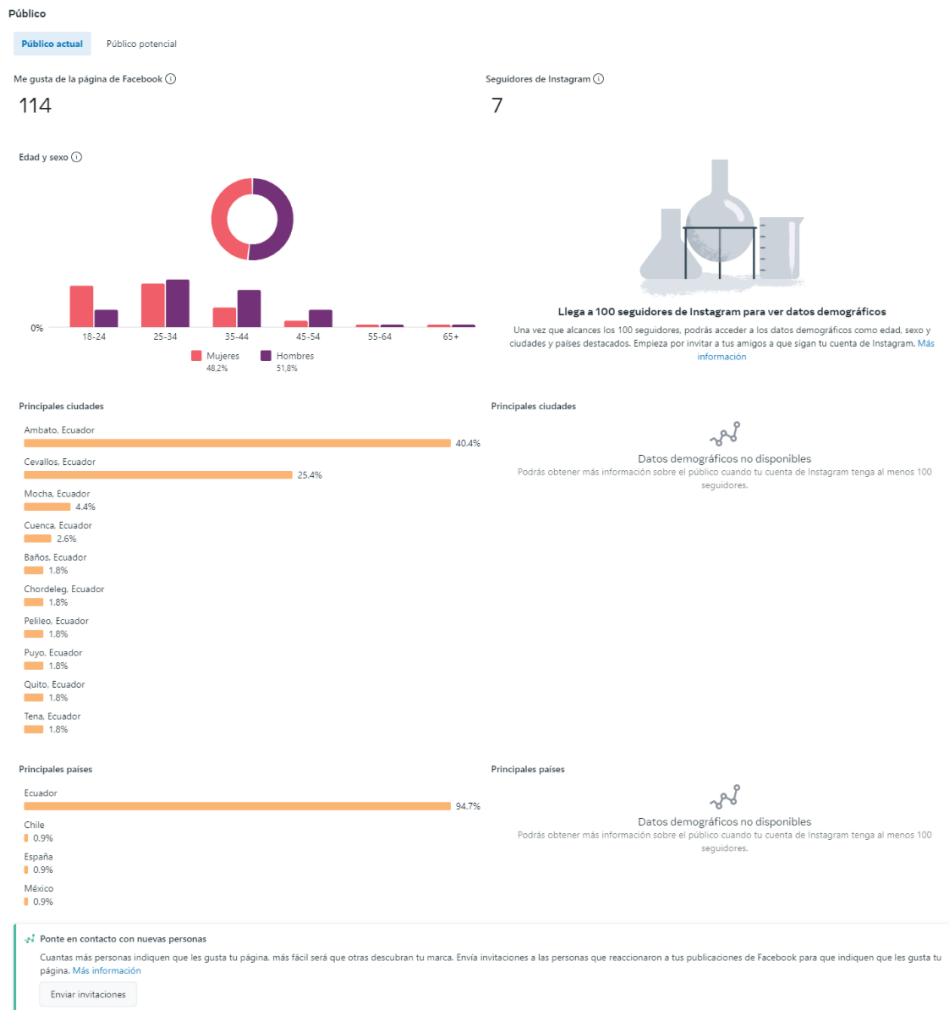 Público
Público actual
Público potencial
Me gusta de la página de Facebook
114
Seguidores de Instagram
7
Edad y sexo
0%
18-24
25-34
35-44
45-54
55-64
65+
Mujeres
48,2%
Hombres
51,8%
Llega a 100 seguidores de Instagram para ver datos demográficos
Una vez que alcances los 100 seguidores, podrás acceder a los datos demográficos como edad, sexo y
ciudades y países destacados. Empieza por invitar a tus amigos a que sigan tu cuenta de Instagram. Más
información
Principales ciudades
Ambato, Ecuador
40.4%
Cevallos, Ecuador
25.4%
Mocha, Ecuador
4.4%
Cuenca, Ecuador
2.6%
Baños, Ecuador
1.8%
Chordeleg, Ecuador
1.8%
Pelileo, Ecuador
1.8%
Puyo, Ecuador
1.8%
Quito, Ecuador
1.8%
Tena, Ecuador
1.8%
Principales ciudades
Datos demográficos no disponibles
Podrás obtener más información sobre el público cuando tu cuenta de Instagram tenga al menos 100
seguidores.
Principales países
Ecuador
94.7%
Chile
0.9%
España
0.9%
México
0.9%
Principales países
Datos demográficos no disponibles
Podrás obtener más información sobre el público cuando tu cuenta de Instagram tenga al menos 100
seguidores.
Ponte en contacto con nuevas personas
Cuantas más personas indiquen que les gusta tu página, más fácil será que otras descubran tu marca. Envía invitaciones a las personas que reaccionaron a tus publicaciones de Facebook para que indiquen que les gusta tu
página. Más información
Enviar invitaciones